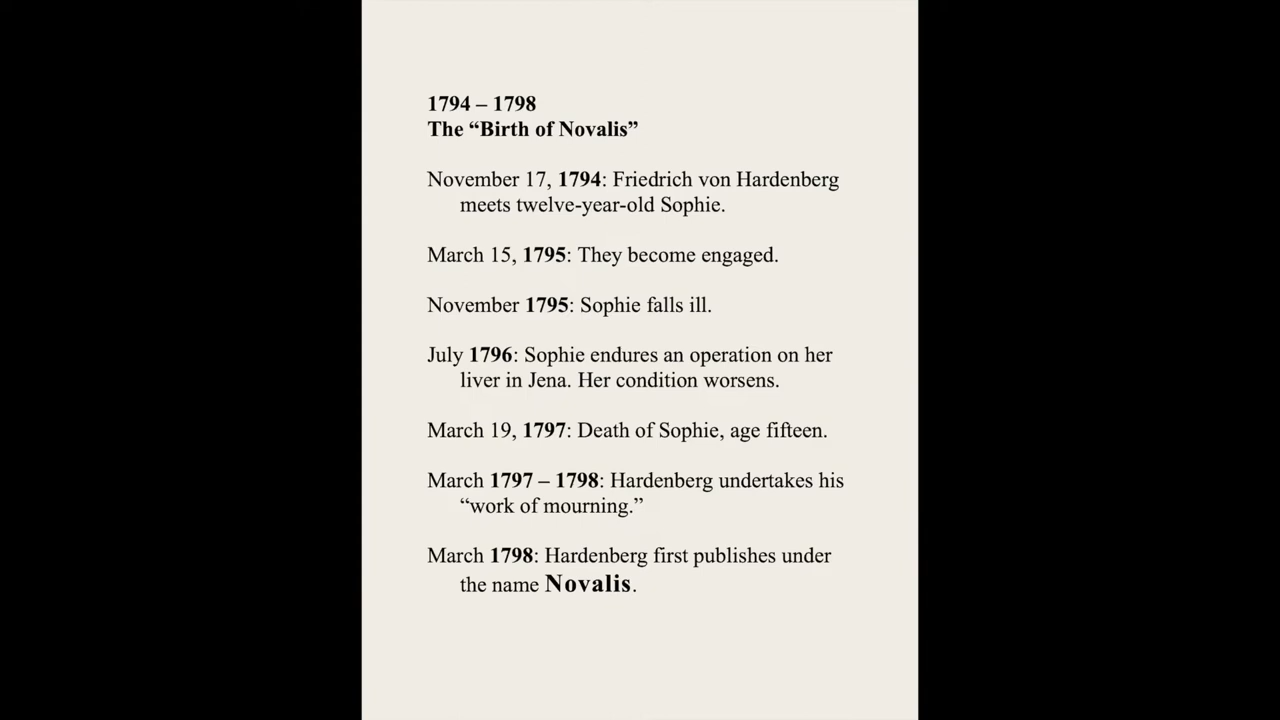 1794 – 1798
The “Birth of Novalis”
November 17, 1794: Friedrich von Hardenberg
meets twelve-year-old Sophie.
March 15, 1795: They become engaged.
November 1795: Sophie falls ill.
July 1796: Sophie endures an operation on her
liver in Jena. Her condition worsens.
March 19, 1797: Death of Sophie, age fifteen.
March 1797 – 1798: Hardenberg undertakes his
“work of mourning.”
March 1798: Hardenberg first publishes under
the name Novalis.